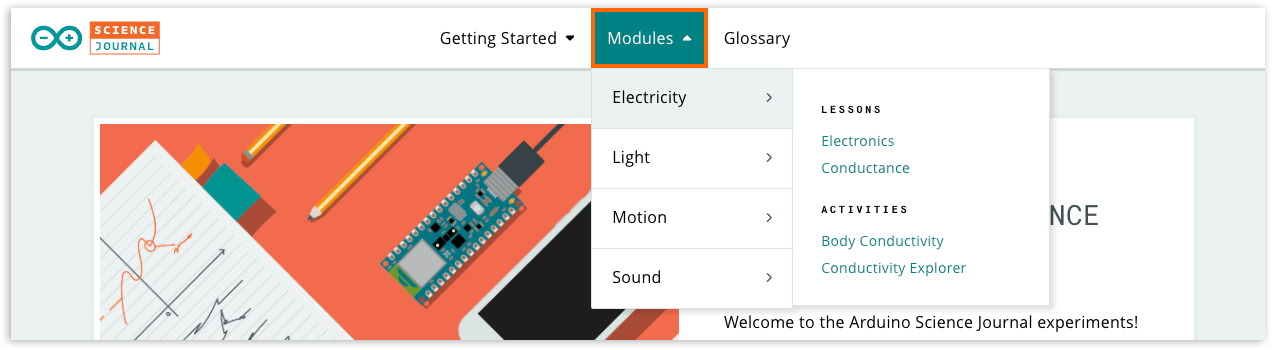 SCIENCE
JOURNAL
Getting Started
Modules
Glossary
Electricity
Light
Motion
Sound
LESSONS
Electronics
Conductance
ACTIVITIES
Body Conductivity
Conductivity Explorer
NCE
Welcome to the Arduino Science Journal experiments!